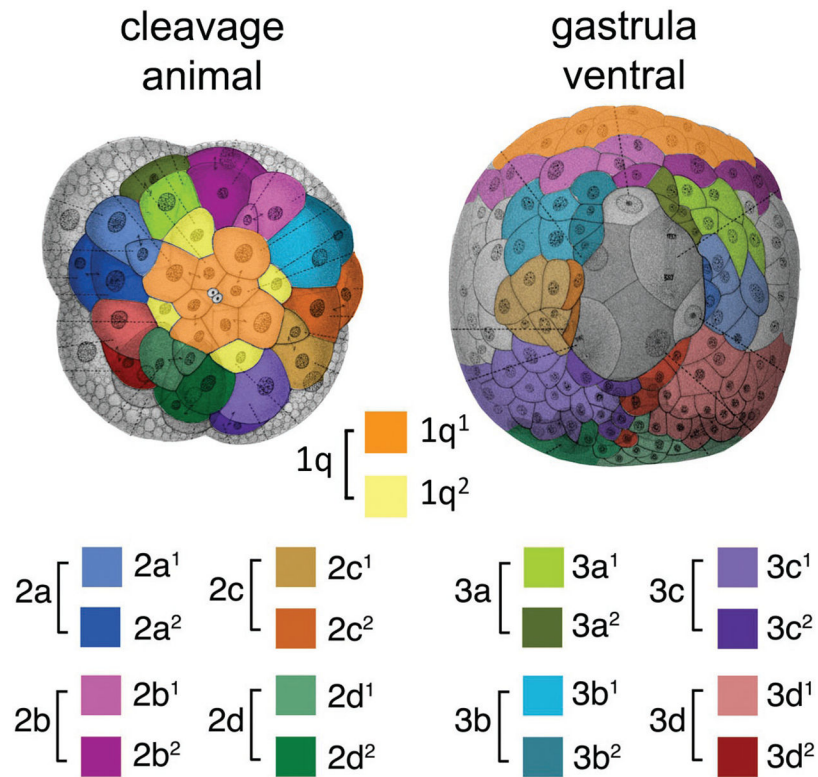 cleavage
animal
gastrula
ventral
1q
1q¹
1q²
2a
2a¹
2a²
2c
2c¹
2c²
3a
3a¹
3a²
3c
3c¹
3c²
2b
2b¹
2b²
2d
2d¹
2d²
3b
3b¹
3b²
3d
3d¹
3d²